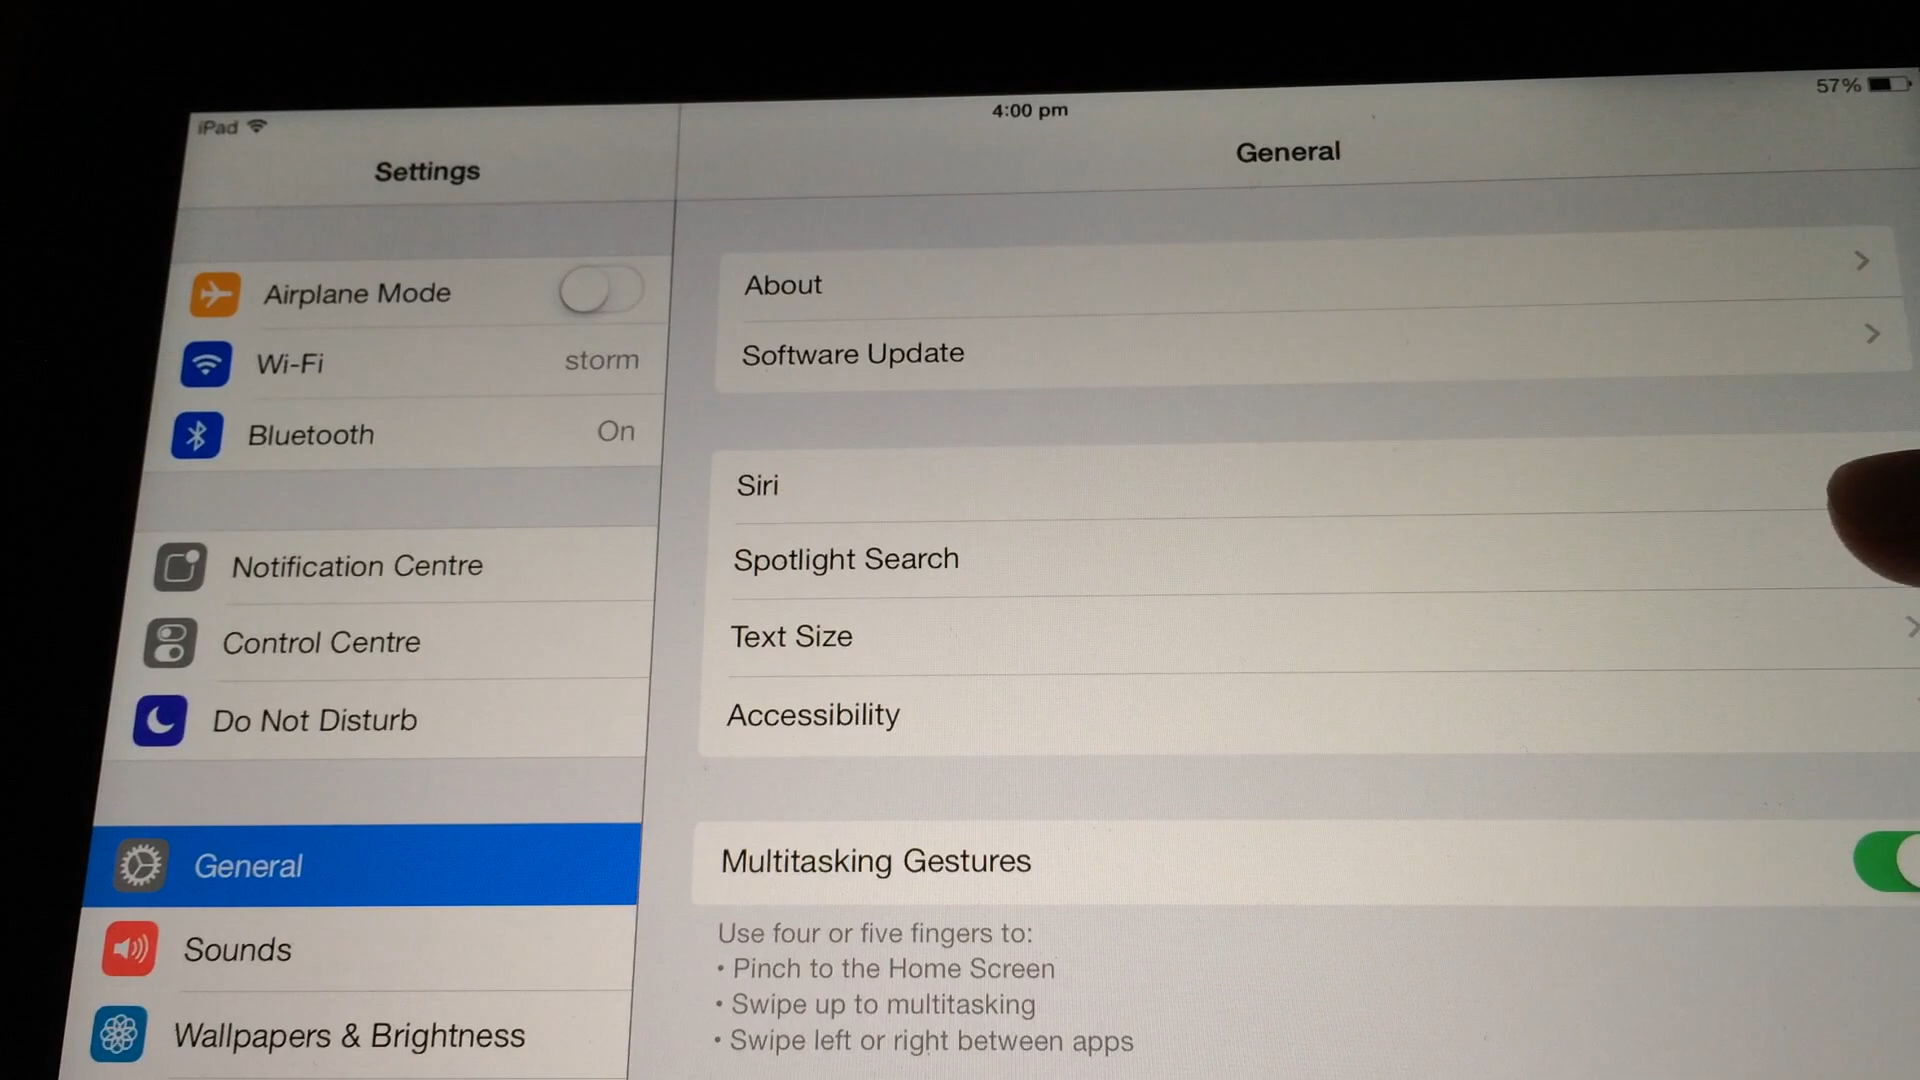 iPad
4:00 pm
57%
Settings
General
Airplane Mode
Wi-Fi
storm
Bluetooth
On
Notification Centre
Control Centre
Do Not Disturb
General
Sounds
Wallpapers & Brightness
About
Software Update
Siri
Spotlight Search
Text Size
Accessibility
Multitasking Gestures
Use four or five fingers to:
• Pinch to the Home Screen
• Swipe up to multitasking
• Swipe left or right between apps